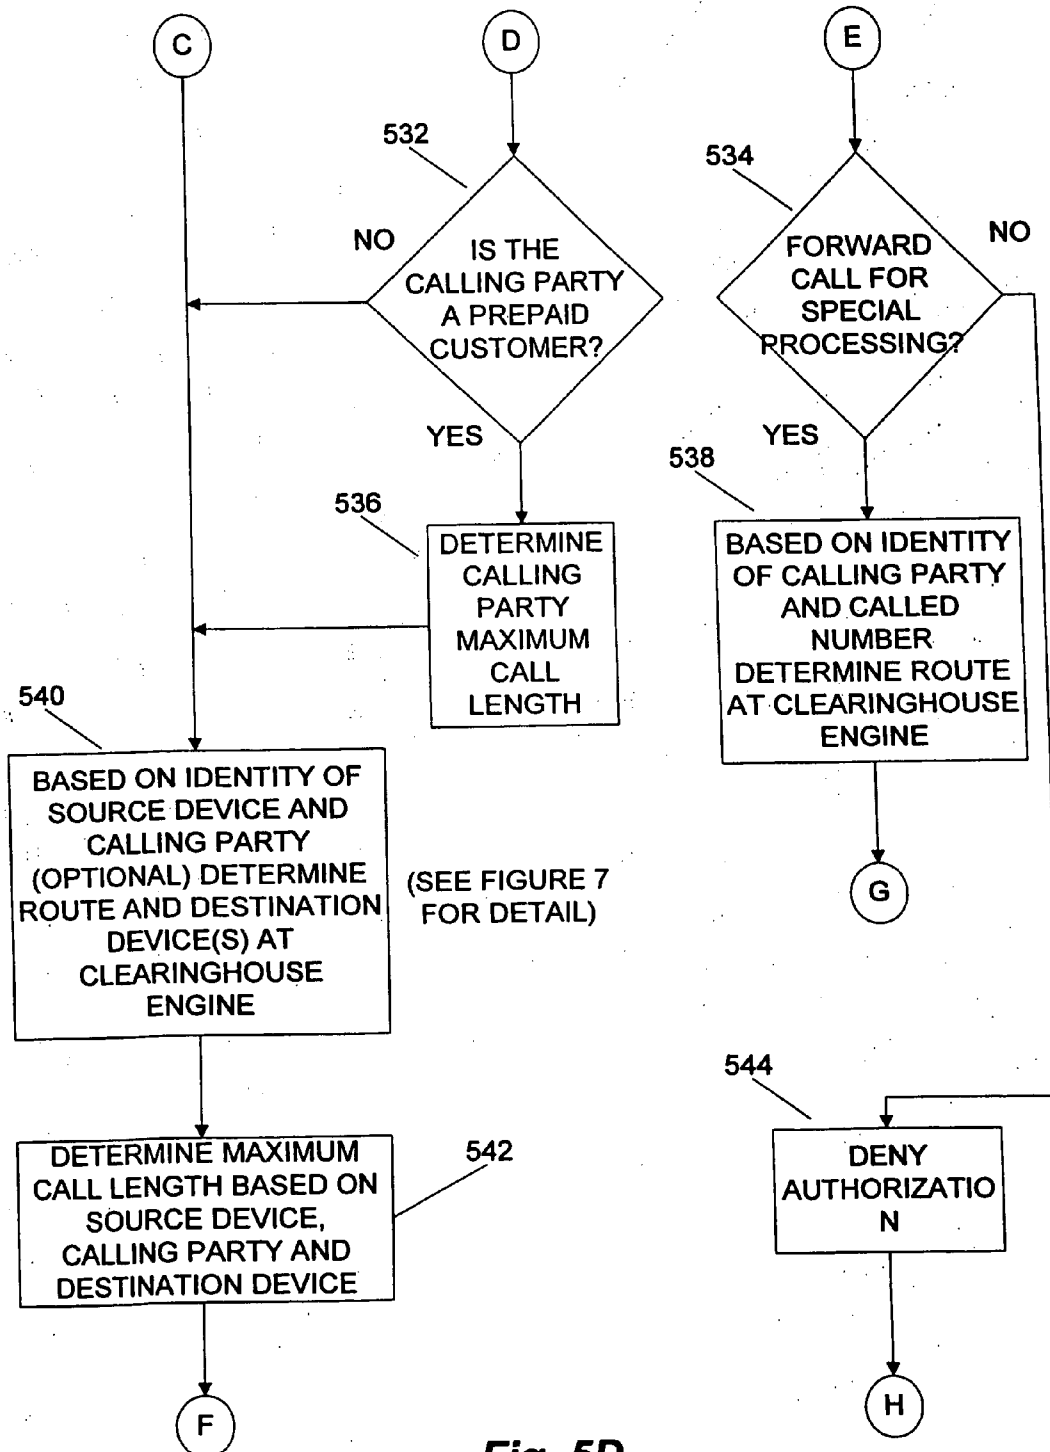 C
D
E
532
534
NO
IS THE
CALLING PARTY
A PREPAID
CUSTOMER?
YES
FORWARD
CALL FOR
SPECIAL
PROCESSING?
NO
YES
536
DETERMINE
CALLING
PARTY
MAXIMUM
CALL
LENGTH
538
BASED ON IDENTITY
OF CALLING PARTY
AND CALLED
NUMBER
DETERMINE ROUTE
AT CLEARINGHOUSE
ENGINE
540
BASED ON IDENTITY OF
SOURCE DEVICE AND
CALLING PARTY
(OPTIONAL) DETERMINE
ROUTE AND DESTINATION
DEVICE(S) AT
CLEARINGHOUSE
ENGINE
(SEE FIGURE 7
FOR DETAIL)
G
544
DENY
AUTHORIZATIO
N
542
DETERMINE MAXIMUM
CALL LENGTH BASED ON
SOURCE DEVICE,
CALLING PARTY AND
DESTINATION DEVICE
F
H
Fig. 5D